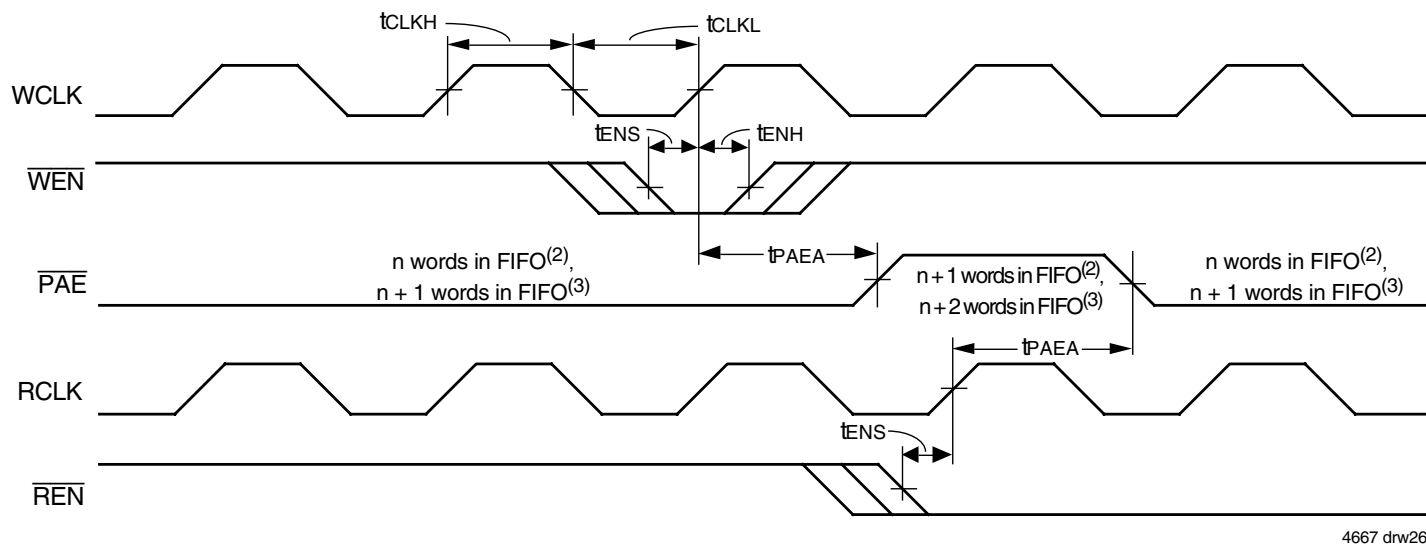 tCLKH
tCLKL
WCLK
tENS
tENH
WEN
tPAEA
PAE
n words in FIFO(2),
n + 1 words in FIFO(3)
n + 1 words in FIFO(2),
n + 2 words in FIFO(3)
n words in FIFO(2),
n + 1 words in FIFO(3)
tPAEA
RCLK
tENS
REN
4667 drw26